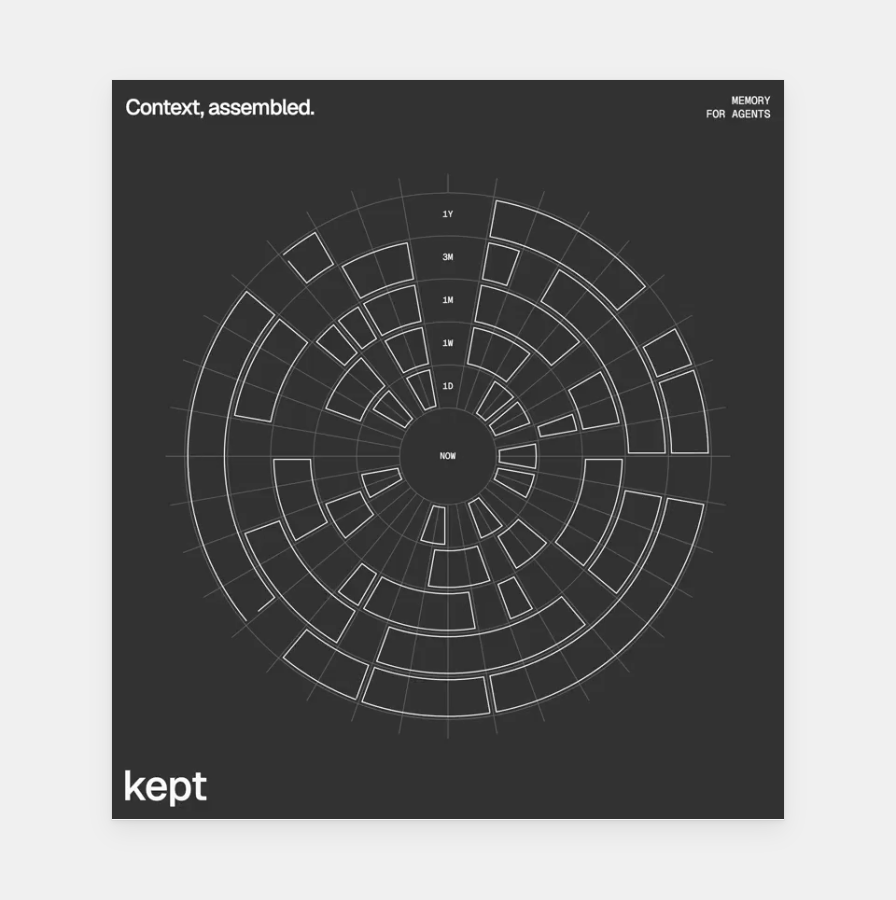 Context, assembled.
MEMORY
FOR AGENTS
1Y
3M
1M
1W
1D
NOW
kept